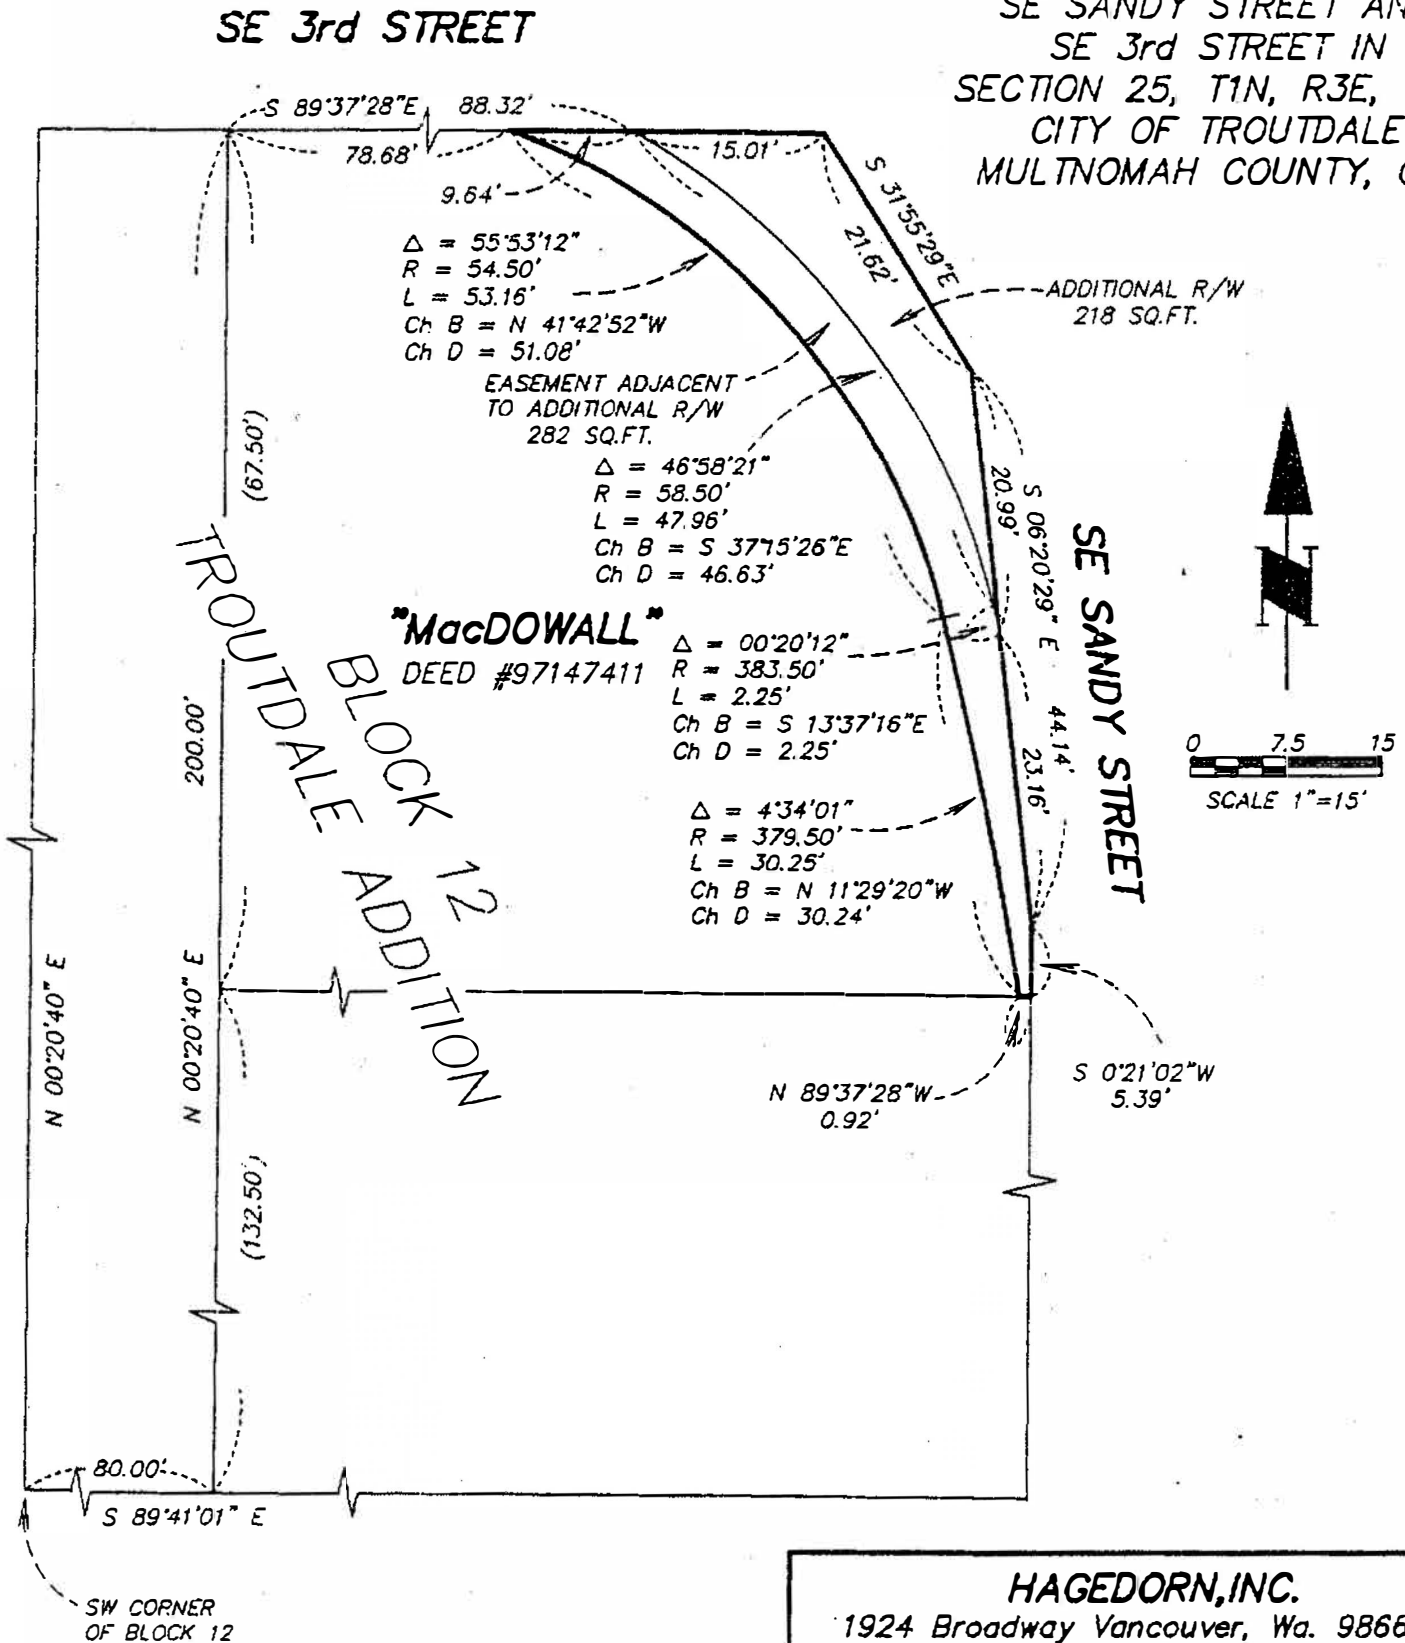 SE 3rd STREET
SE SANDY STREET AN
SE 3rd STREET IN
SECTION 25, T1N, R3E,
CITY OF TROUTDALE
MULTNOMAH COUNTY,
S 89°37'28"E 88.32'
78.68'
9.64'
15.01'
S 31°55'29"E
21.62'
Δ = 55°53'12"
R = 54.50'
L = 53.16'
Ch B = N 41°42'52"W
Ch D = 51.08'
ADDITIONAL R/W
218 SQ.FT.
EASEMENT ADJACENT
TO ADDITIONAL R/W
282 SQ.FT.
Δ = 46°58'21"
R = 58.50'
L = 47.96'
Ch B = S 37°15'26"E
Ch D = 46.63'
(67.50')
20.99'
S 06°20'29" E 44.14'
SE SANDY STREET
"MacDOWALL"
DEED #97147411
Δ = 00°20'12"
R = 383.50'
L = 2.25'
Ch B = S 13°37'16"E
Ch D = 2.25'
23.16'
0 7.5 15
SCALE 1"=15'
TROUTDALE ADDITION
BLOCK 12
200.00'
Δ = 4°34'01"
R = 379.50'
L = 30.25'
Ch B = N 11°29'20"W
Ch D = 30.24'
N 00°20'40" E
N 00°20'40" E
N 89°37'28"W
0.92'
S 0°21'02"W
5.39'
(132.50')
80.00'
S 89°41'01" E
SW CORNER
OF BLOCK 12
HAGEDORN,INC.
1924 Broadway Vancouver, Wa. 9866
N